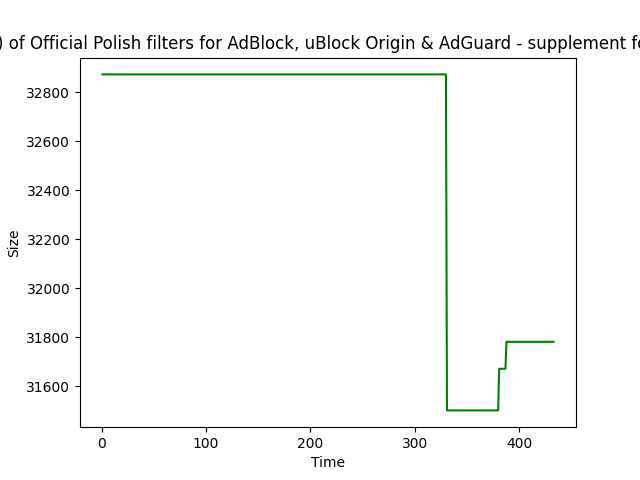 ) of Official Polish filters for AdBlock, uBlock Origin & AdGuard - supplement fo
32800
32600
32400
32200
32000
31800
31600
Size
0 100 200 300 400
Time